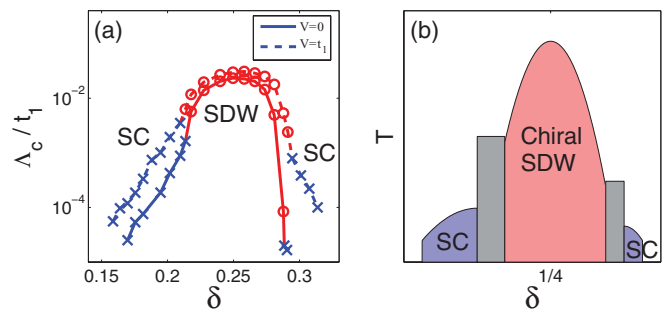 (a)
V=0
V=t₁
SDW
SC
SC
10⁻²
10⁻⁴
Λc / t₁
0.15
0.2
0.25
0.3
δ
(b)
T
Chiral
SDW
SC
SC
1/4
δ